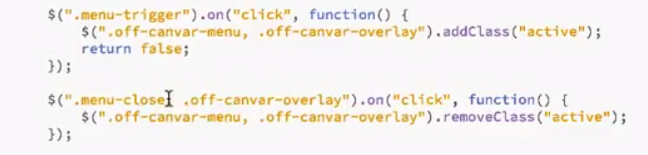 $(".menu-trigger").on("click", function() {
    $(".off-canvar-menu, .off-canvar-overlay").addClass("active");
    return false;
});

$(".menu-close, .off-canvar-overlay").on("click", function() {
    $(".off-canvar-menu, .off-canvar-overlay").removeClass("active");
});